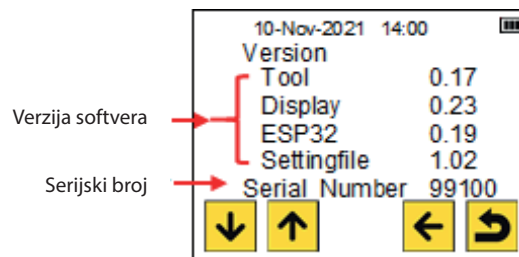 10-Nov-2021 14:00
Version
Tool 0.17
Display 0.23
Verzija softvera
ESP32 0.19
Settingfile 1.02
Serijski broj
Serial Number 99100